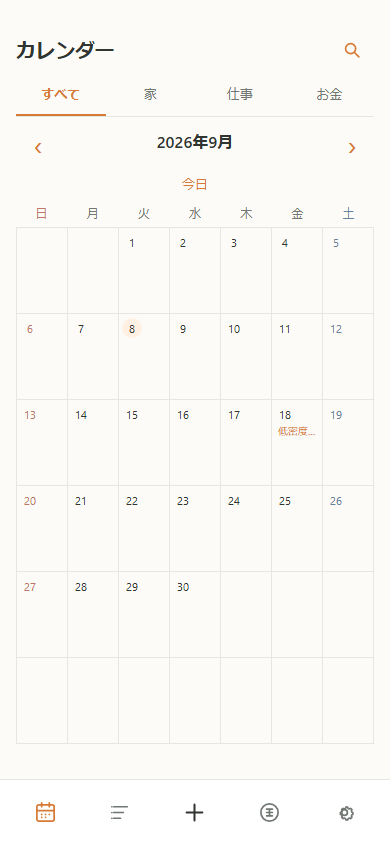 カレンダー
すべて 家 仕事 お金
‹ 2026年9月 ›
今日
日 月 火 水 木 金 土
1 2 3 4 5
6 7 8 9 10 11 12
13 14 15 16 17 18 19
低密度...
20 21 22 23 24 25 26
27 28 29 30